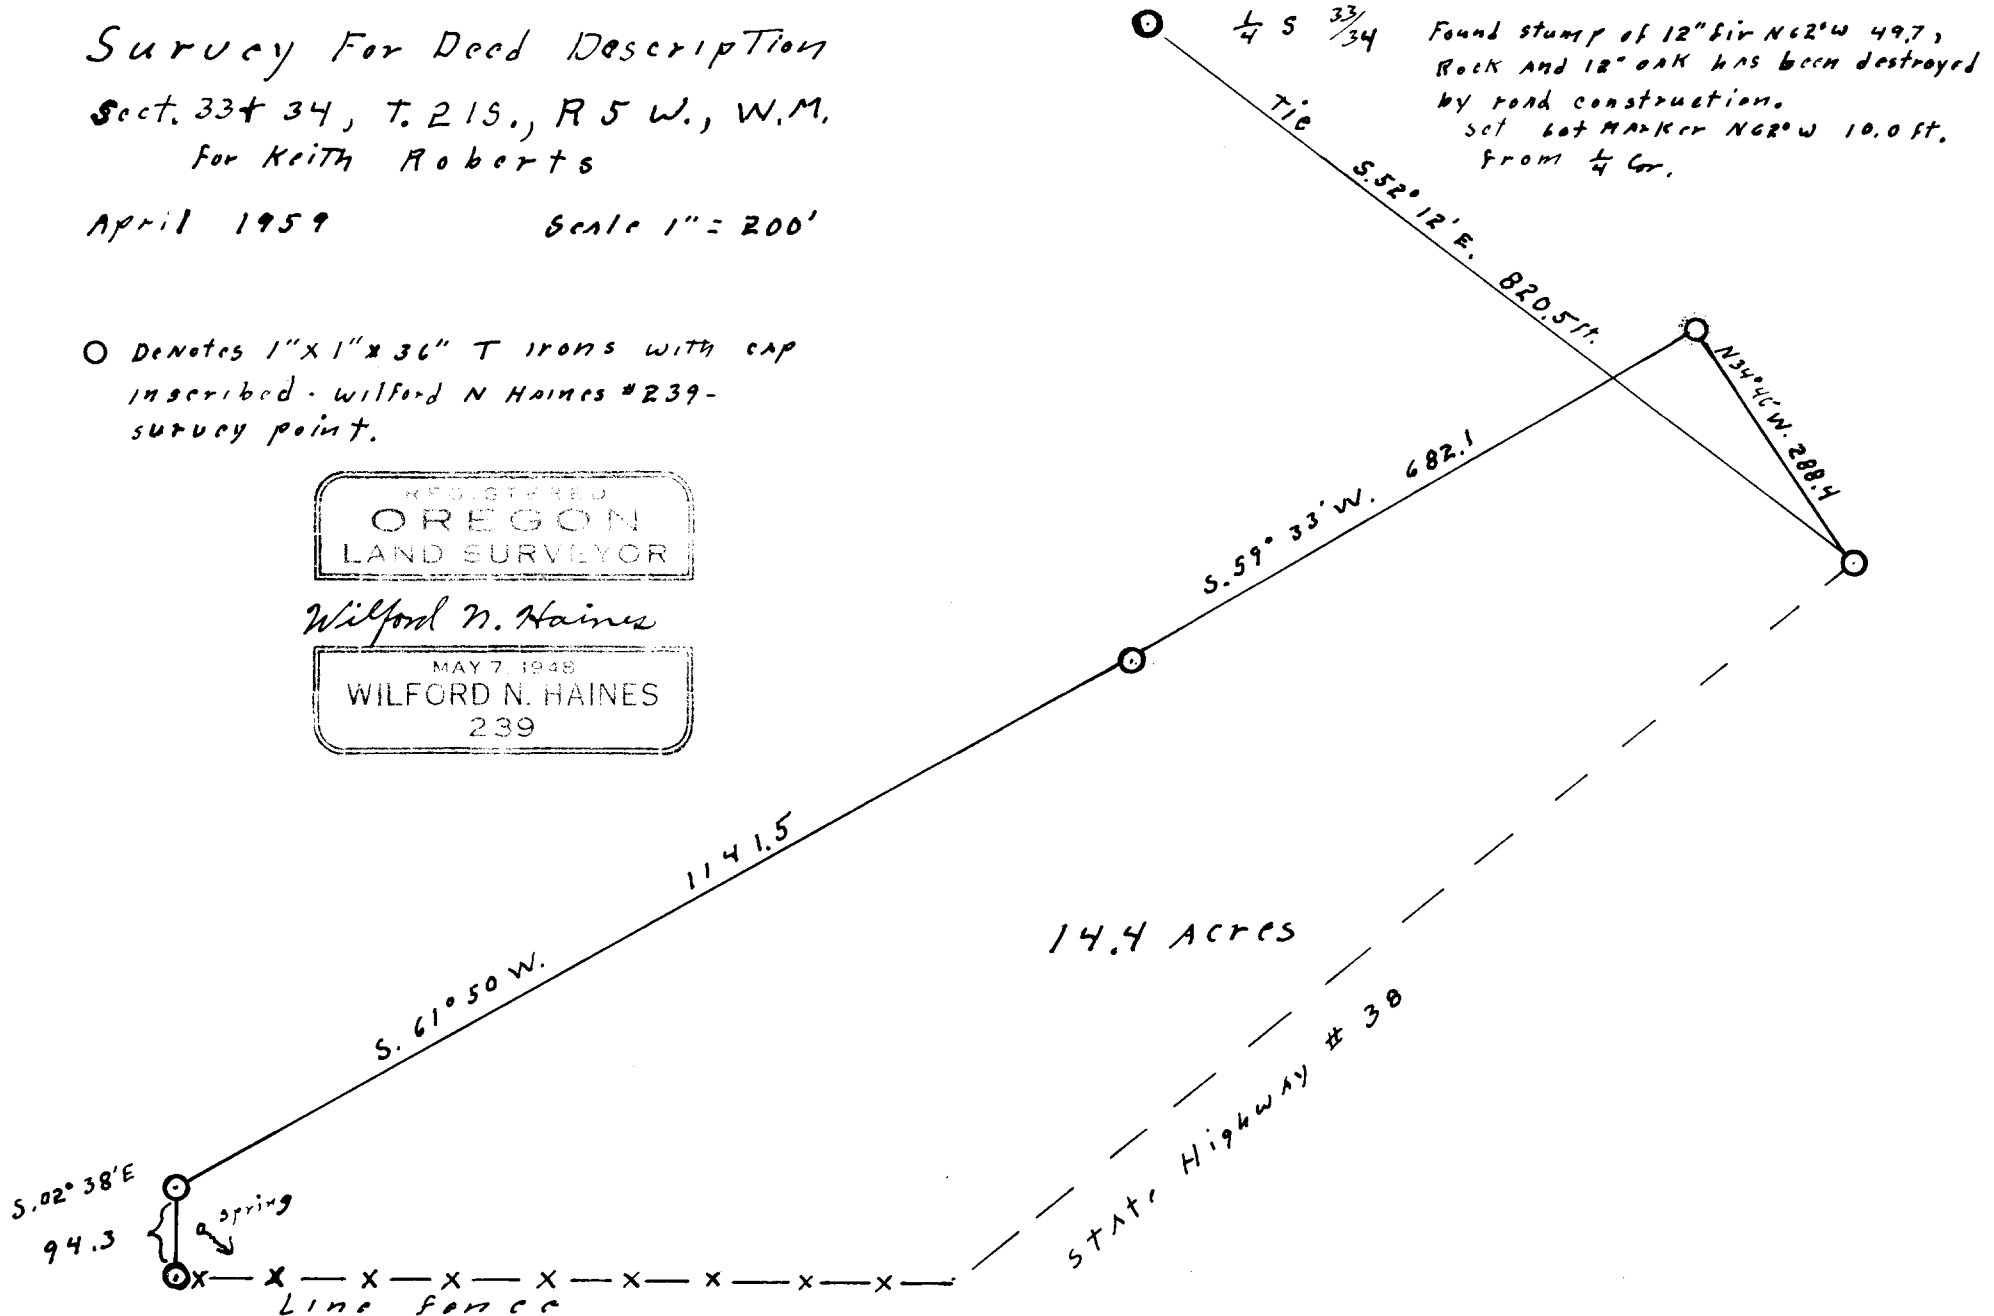 Survey For Deed Description
Sect. 33 & 34, T. 21S., R 5 W., W.M.
for Keith Roberts
April 1959 Scale 1" = 200'
O Denotes 1" X 1" x 36" T irons with cap
inscribed - Wilford N Haines #239-
survey point.
REGISTERED
OREGON
LAND SURVEYOR
Wilford N. Haines
MAY 7, 1948
WILFORD N. HAINES
239
1/4 S 33/34
Found stump of 12" fir N62°W 49.7,
Rock and 12" oak has been destroyed
by road construction.
set Marker N62°W 10.0 ft.
from 1/4 Cor.
Tie
S.52° 12' E. 820.5 ft.
N34°46'W. 288.4
S.59° 33' W. 682.1
S. 61° 50 W. 1141.5
14.4 Acres
State Highway # 38
S.02° 38' E
94.3
spring
Line fence